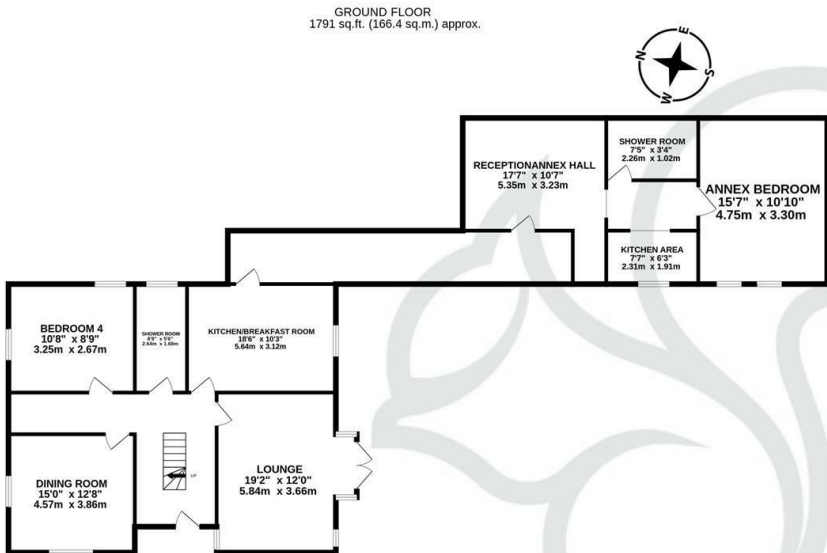 GROUND FLOOR
1791 sq.ft. (166.4 sq.m.) approx.
N
E
S
W
RECEPTIONANNEX HALL
17'7" x 10'7"
5.35m x 3.23m
SHOWER ROOM
7'5" x 3'4"
2.26m x 1.02m
ANNEX BEDROOM
15'7" x 10'10"
4.75m x 3.30m
KITCHEN AREA
7'7" x 6'3"
2.31m x 1.91m
BEDROOM 4
10'8" x 8'9"
3.25m x 2.67m
SHOWER ROOM
8'8" x 5'6"
2.64m x 1.68m
KITCHEN/BREAKFAST ROOM
18'6" x 10'3"
5.64m x 3.12m
DINING ROOM
15'0" x 12'8"
4.57m x 3.86m
UP
LOUNGE
19'2" x 12'0"
5.84m x 3.66m